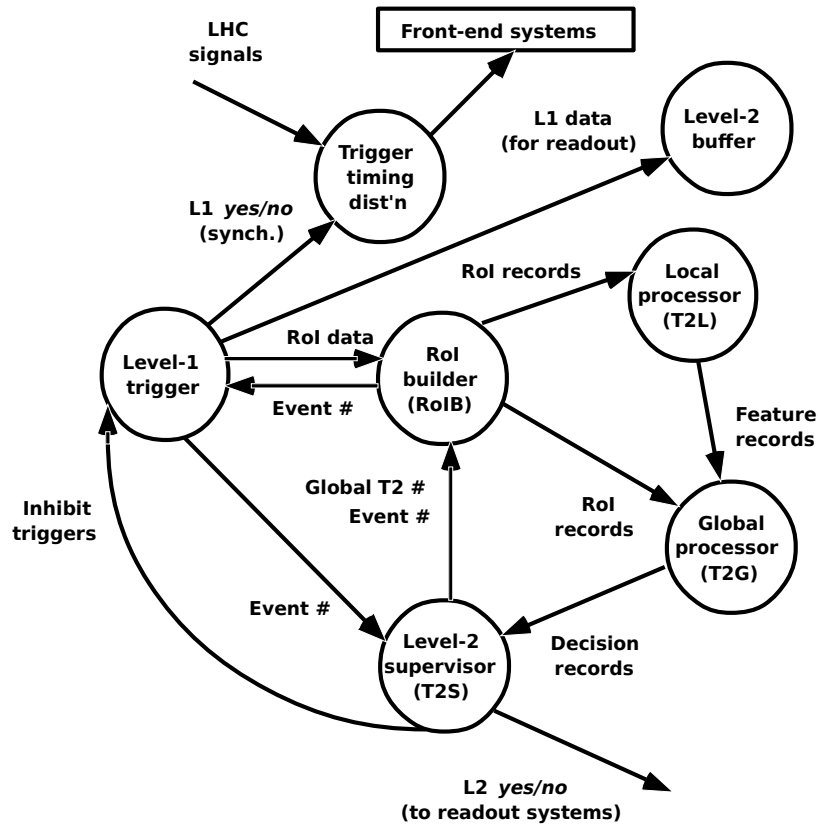 LHC
signals
Front-end systems
Trigger
timing
dist'n
L1 data
(for readout)
Level-2
buffer
L1 yes/no
(synch.)
RoI records
Local
processor
(T2L)
Level-1
trigger
RoI data
Event #
RoI
builder
(RoIB)
Feature
records
Global T2 #
Event #
RoI
records
Global
processor
(T2G)
Inhibit
triggers
Event #
Level-2
supervisor
(T2S)
Decision
records
L2 yes/no
(to readout systems)